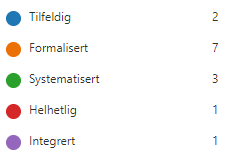 Tilfeldig 2
Formalisert 7
Systematisert 3
Helhetlig 1
Integrert 1